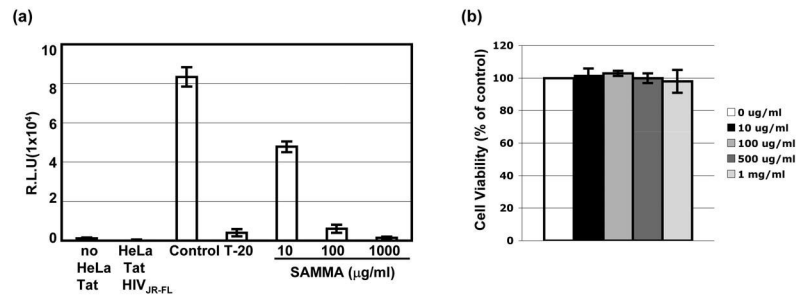 (a)
R.L.U(1x10⁴)
10
8
6
4
2
0
no HeLa Tat
HeLa Tat HIVJR-FL
Control
T-20
10
100
1000
SAMMA (μg/ml)
(b)
Cell Viability (% of control)
120
100
80
60
40
20
0
0 ug/ml
10 ug/ml
100 ug/ml
500 ug/ml
1 mg/ml